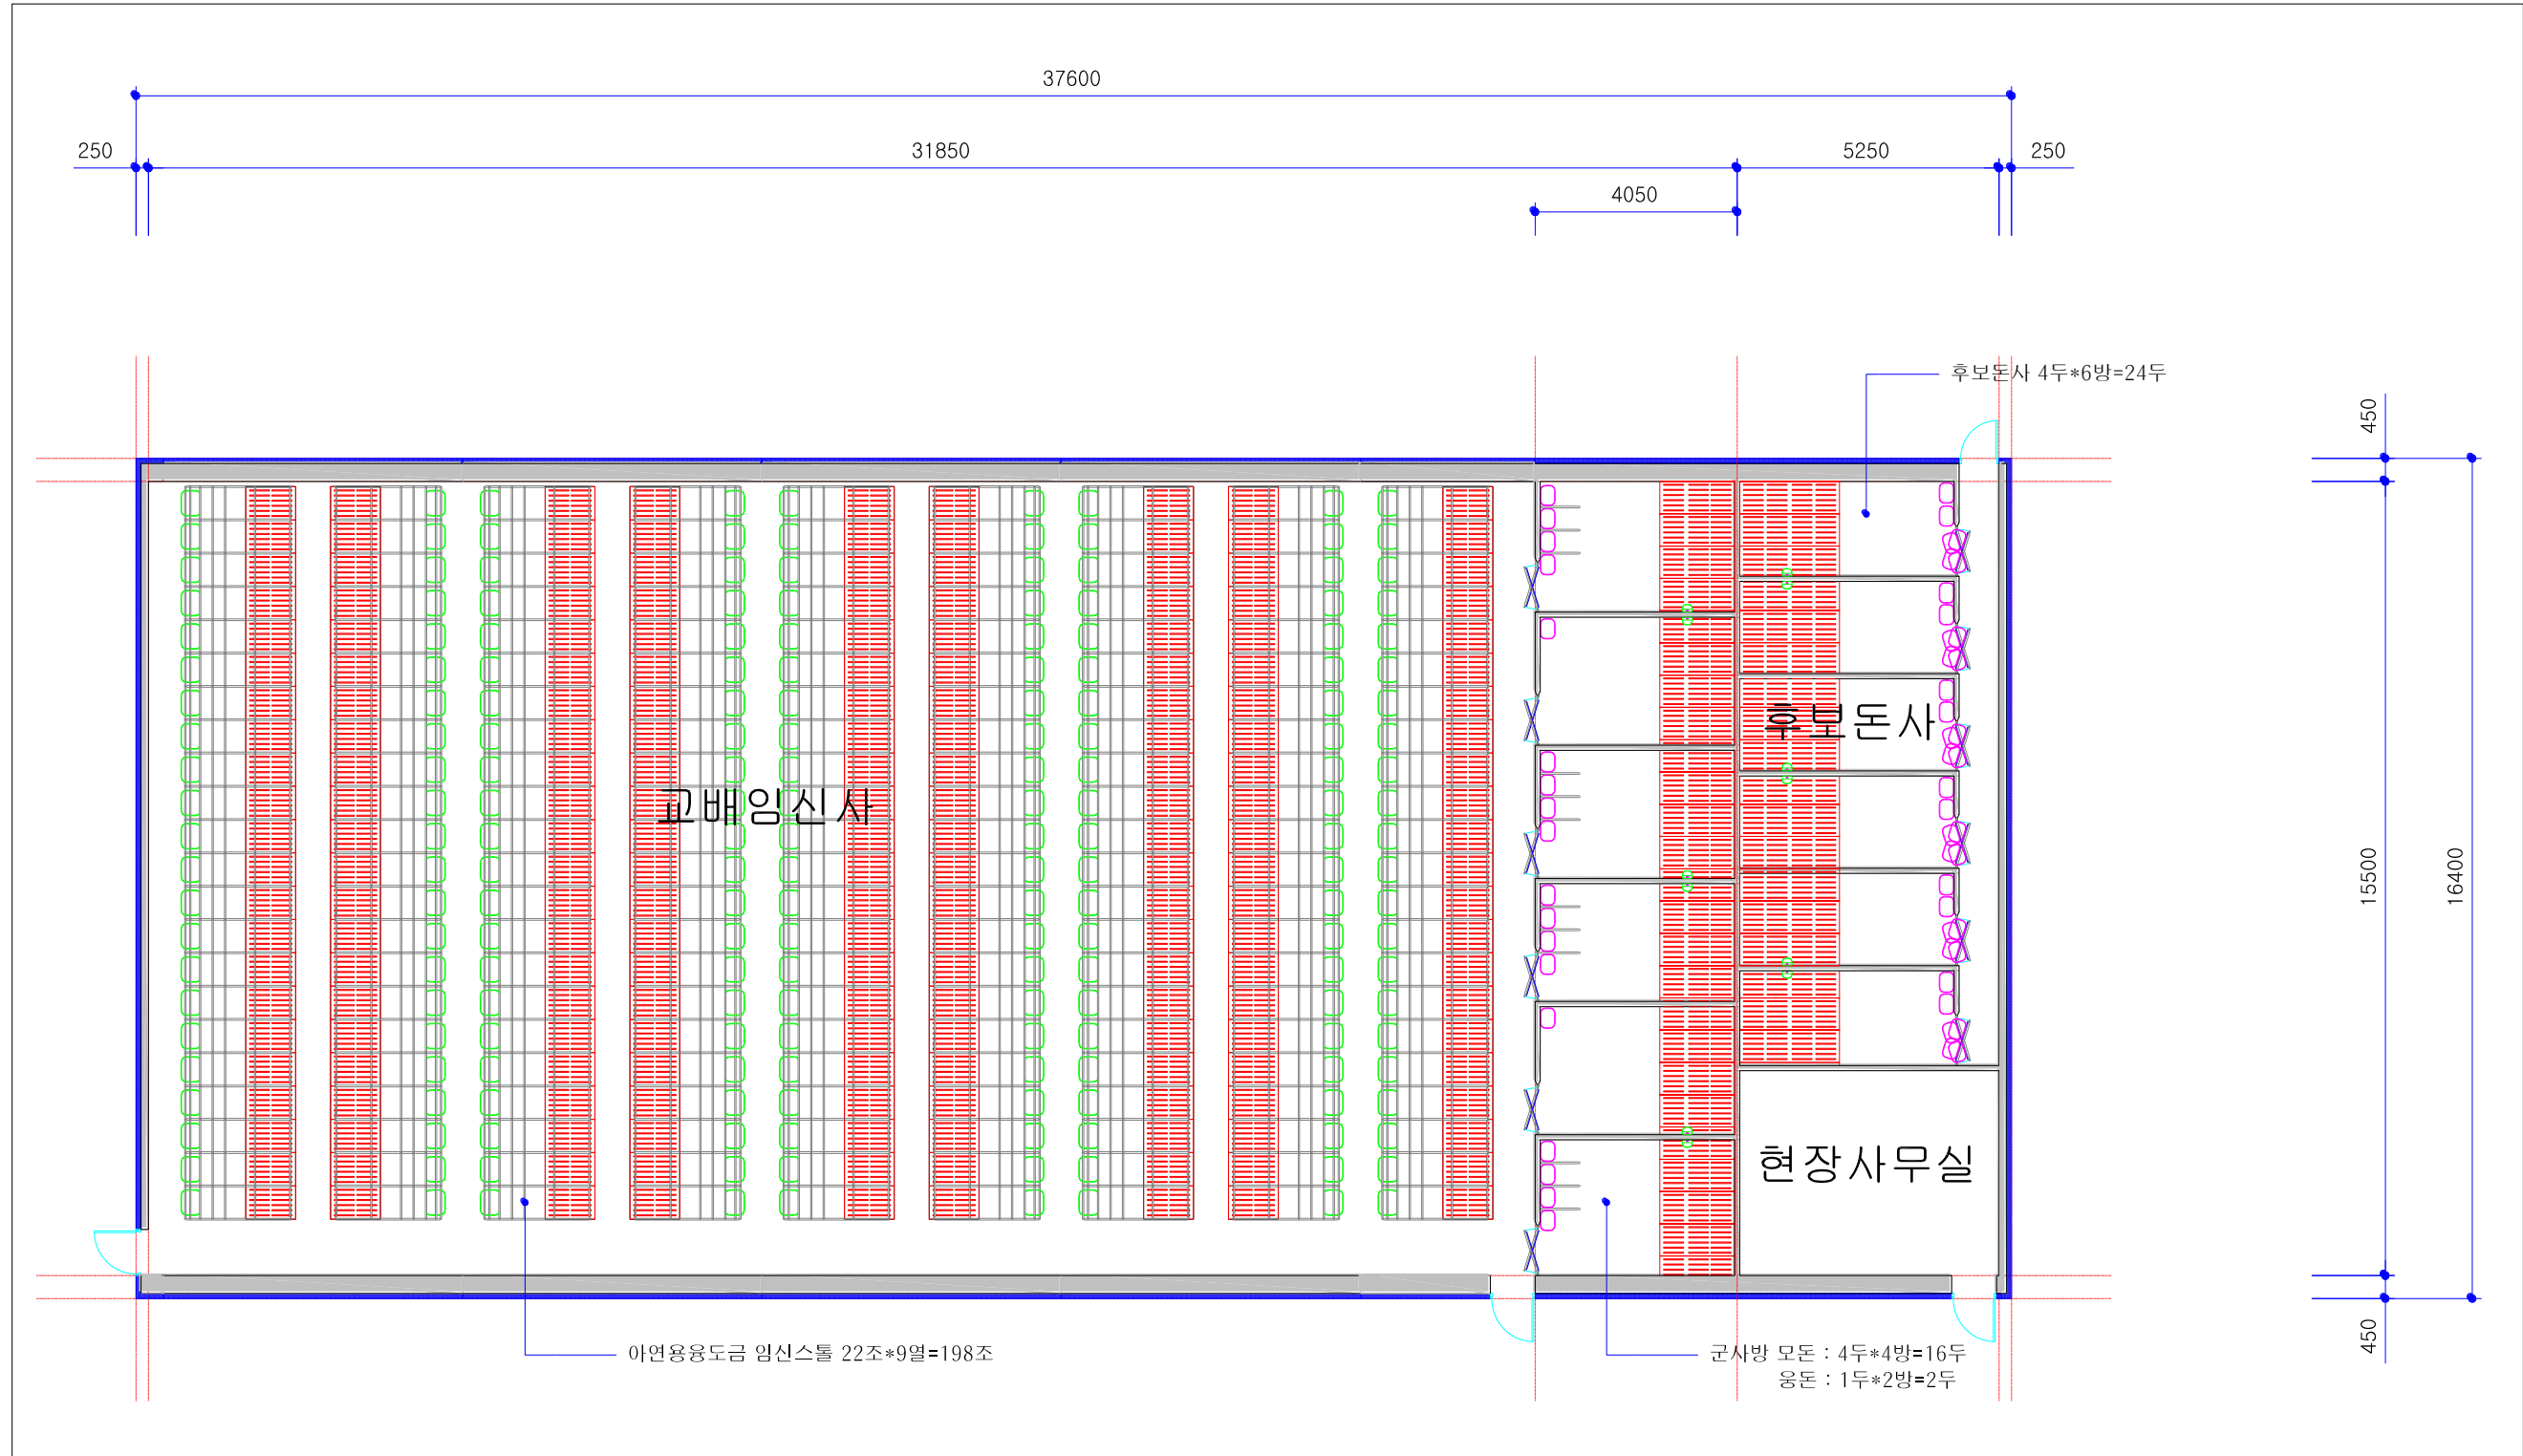 37600
250
31850
5250
250
4050
후보돈사 4두*6방=24두
450
후보돈사
교배임신사
15500
16400
현장사무실
450
아연용융도금 임신스톨 22조*9열=198조
군사방 모돈 : 4두*4방=16두
웅돈 : 1두*2방=2두